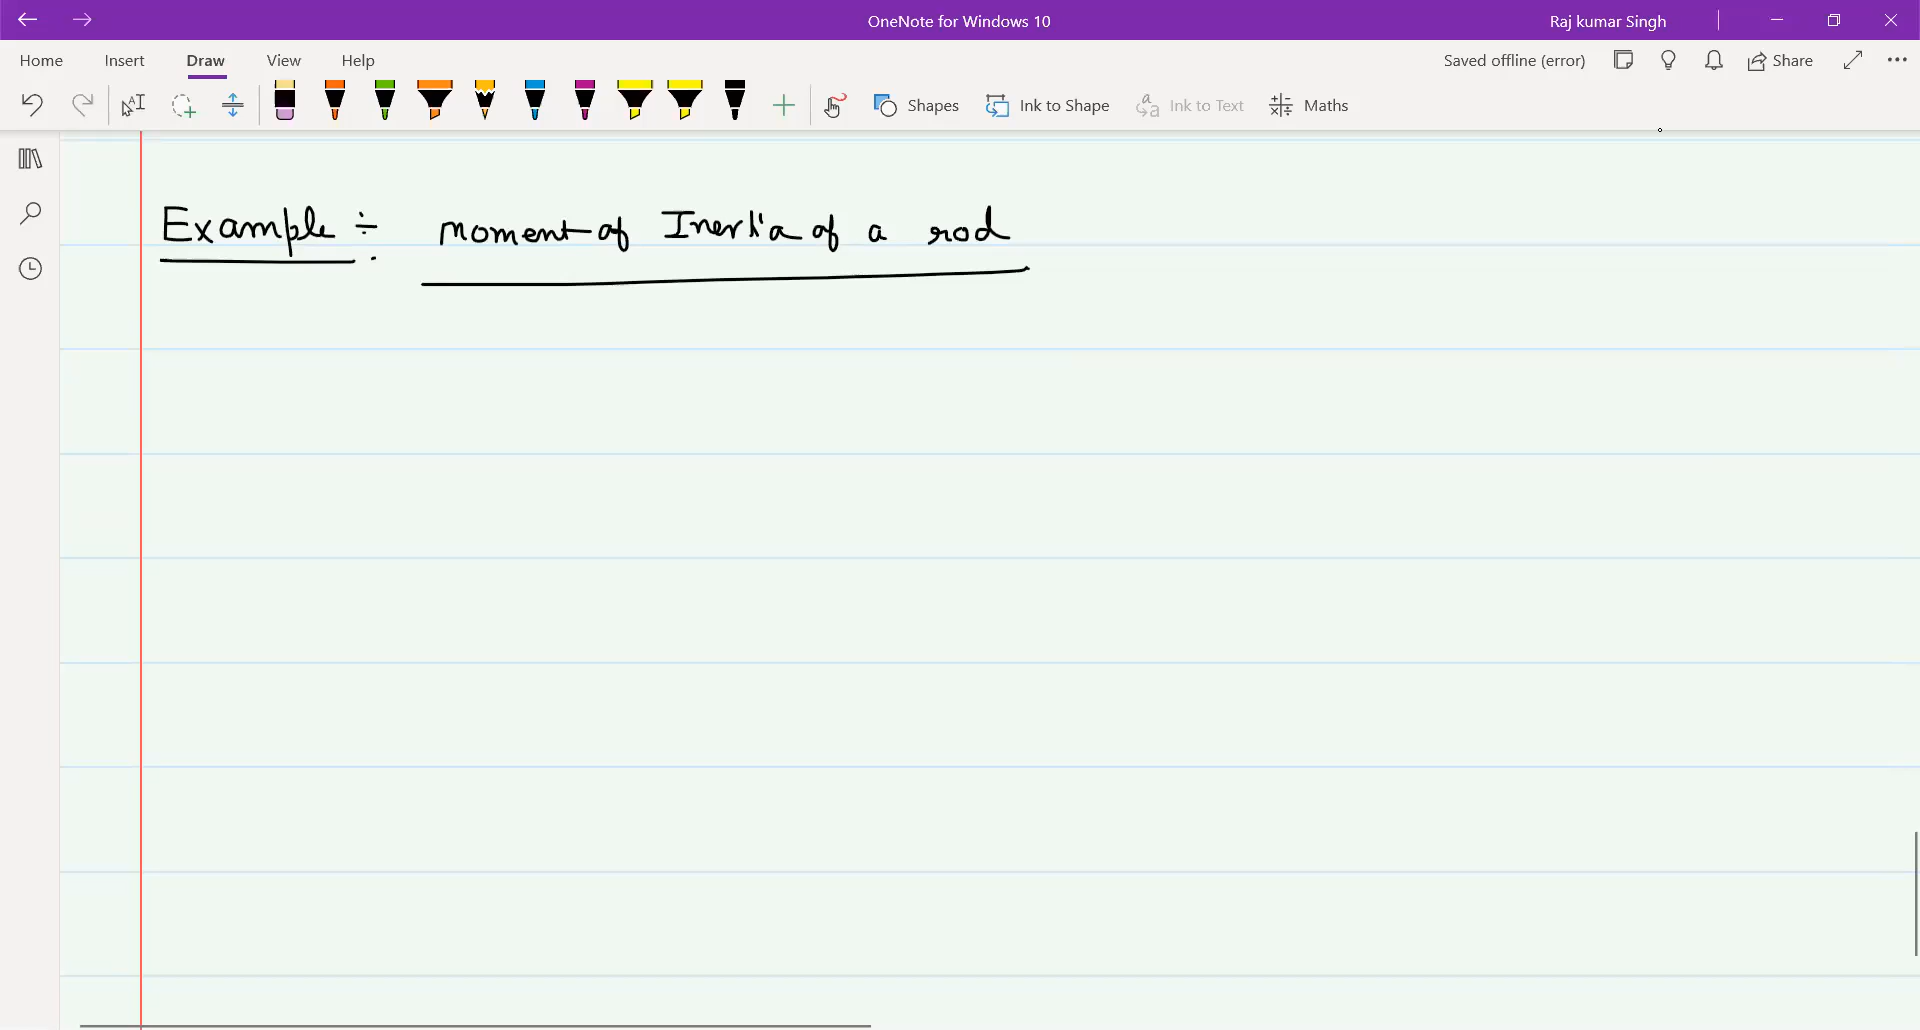 OneNote for Windows 10
Raj kumar Singh
Home Insert Draw View Help
Saved offline (error)
Share
Shapes
Ink to Shape
Ink to Text
Maths
Example ÷ moment of Inertia of a rod